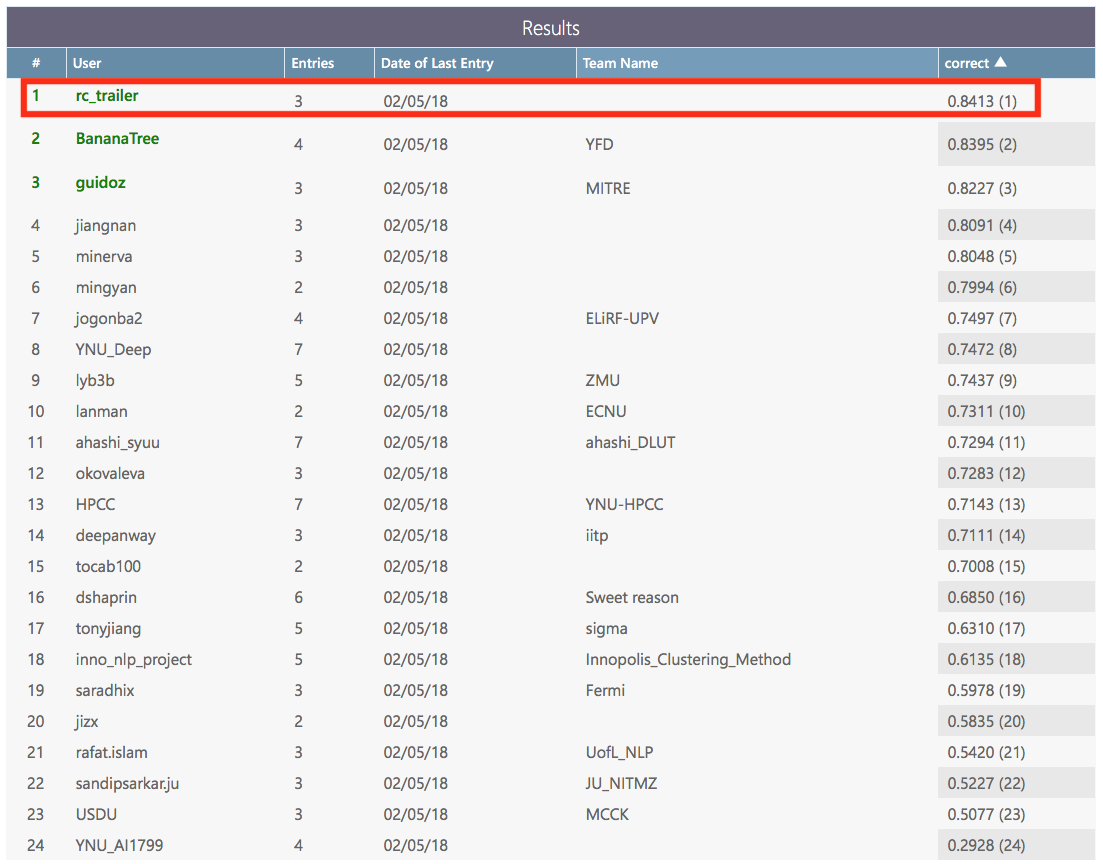 Results
# User Entries Date of Last Entry Team Name correct ▲
1 rc_trailer 3 02/05/18 0.8413 (1)
2 BananaTree 4 02/05/18 YFD 0.8395 (2)
3 guidoz 3 02/05/18 MITRE 0.8227 (3)
4 jiangnan 3 02/05/18 0.8091 (4)
5 minerva 3 02/05/18 0.8048 (5)
6 mingyan 2 02/05/18 0.7994 (6)
7 jogonba2 4 02/05/18 ELiRF-UPV 0.7497 (7)
8 YNU_Deep 7 02/05/18 0.7472 (8)
9 lyb3b 5 02/05/18 ZMU 0.7437 (9)
10 lanman 2 02/05/18 ECNU 0.7311 (10)
11 ahashi_syuu 7 02/05/18 ahashi_DLUT 0.7294 (11)
12 okovaleva 3 02/05/18 0.7283 (12)
13 HPCC 7 02/05/18 YNU-HPCC 0.7143 (13)
14 deepanway 3 02/05/18 iitp 0.7111 (14)
15 tocab100 2 02/05/18 0.7008 (15)
16 dshaprin 6 02/05/18 Sweet reason 0.6850 (16)
17 tonyjiang 5 02/05/18 sigma 0.6310 (17)
18 inno_nlp_project 5 02/05/18 Innopolis_Clustering_Method 0.6135 (18)
19 saradhix 3 02/05/18 Fermi 0.5978 (19)
20 jizx 2 02/05/18 0.5835 (20)
21 rafat.islam 3 02/05/18 UofL_NLP 0.5420 (21)
22 sandipsarkar.ju 3 02/05/18 JU_NITMZ 0.5227 (22)
23 USDU 3 02/05/18 MCCK 0.5077 (23)
24 YNU_AI1799 4 02/05/18 0.2928 (24)